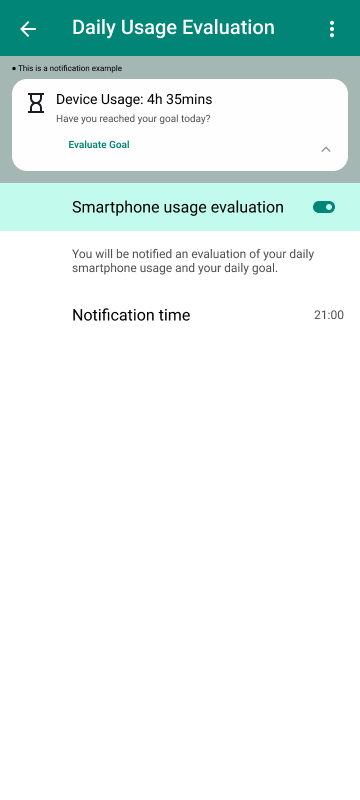 Daily Usage Evaluation
• This is a notification example
Device Usage: 4h 35mins
Have you reached your goal today?
Evaluate Goal
Smartphone usage evaluation
You will be notified an evaluation of your daily
smartphone usage and your daily goal.
Notification time 21:00